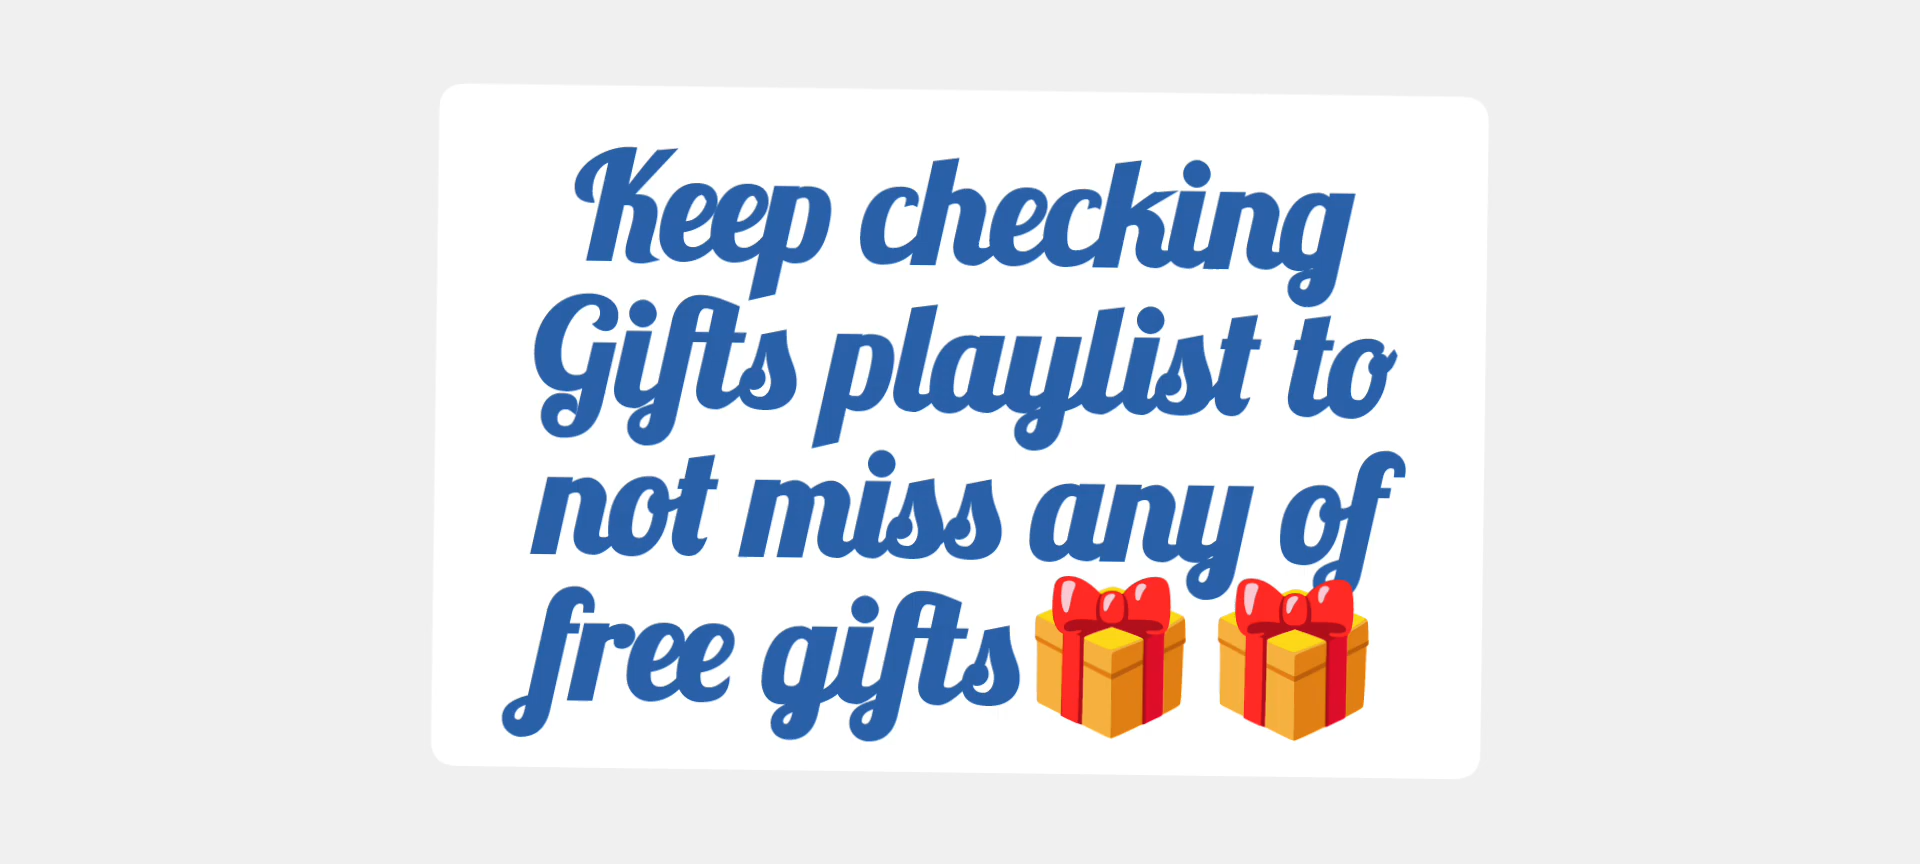 Keep checking
Gifts playlist to
not miss any of
free gifts🎁🎁